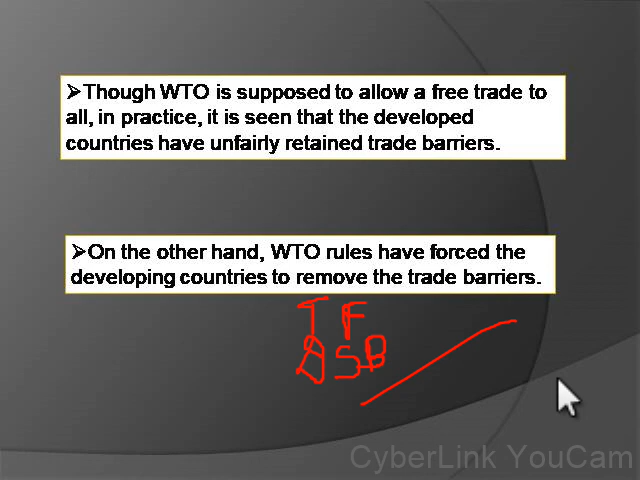 ➢Though WTO is supposed to allow a free trade to
all, in practice, it is seen that the developed
countries have unfairly retained trade barriers.
➢On the other hand, WTO rules have forced the
developing countries to remove the trade barriers.
T F
CyberLink YouCam